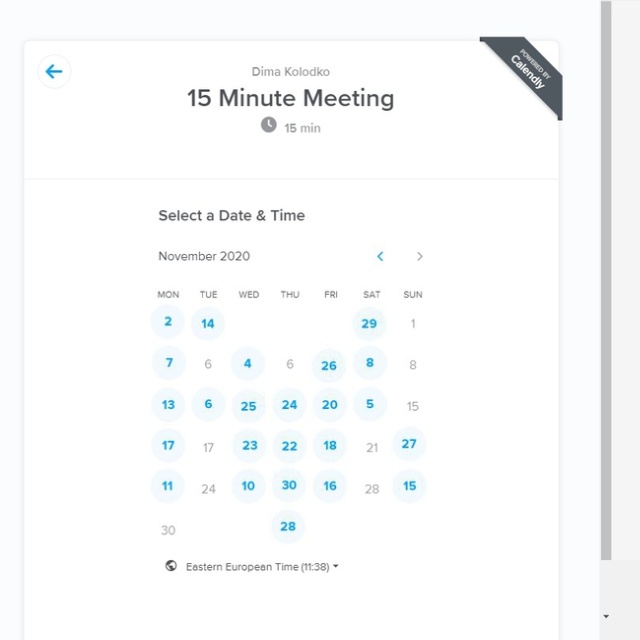 POWERED BY
Calendly
Dima Kolodko
15 Minute Meeting
15 min
Select a Date & Time
November 2020
MON TUE WED THU FRI SAT SUN
2 14 29 1
7 6 4 6 26 8 8
13 6 25 24 20 5 15
17 17 23 22 18 21 27
11 24 10 30 16 28 15
30 28
Eastern European Time (11:38)